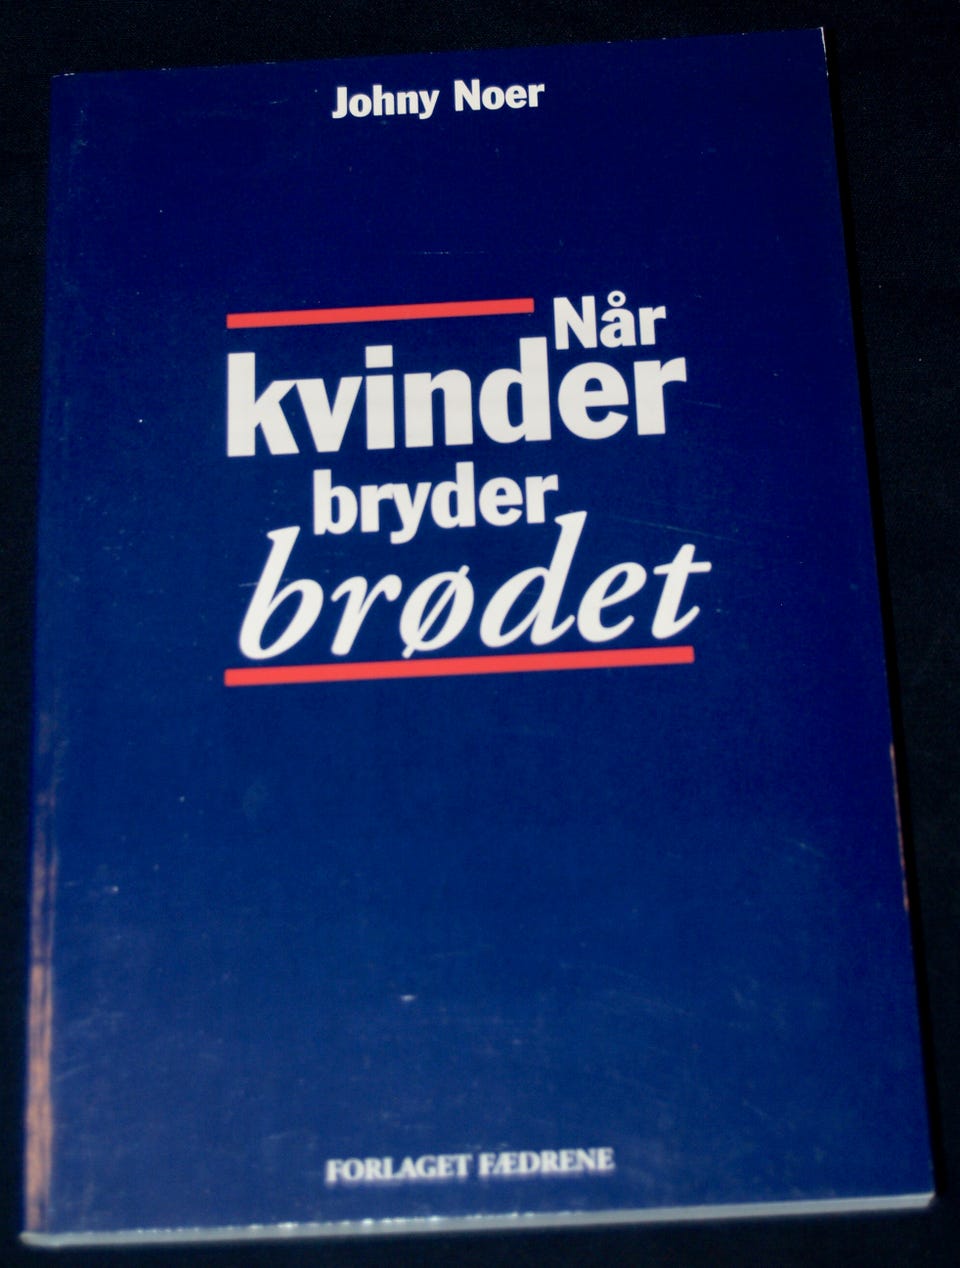 Johny Noer
Når
kvinder
bryder
brødet
FORLAGET FÆDRENE